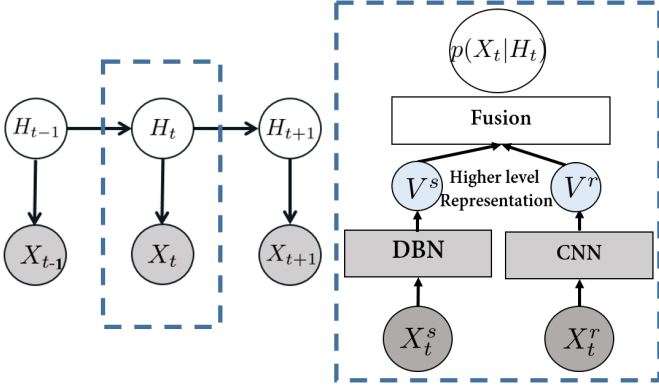 H_{t-1}
H_t
H_{t+1}
X_{t-1}
X_t
X_{t+1}
p(X_t|H_t)
Fusion
V^s
Higher level
Representation
V^r
DBN
CNN
X_t^s
X_t^r